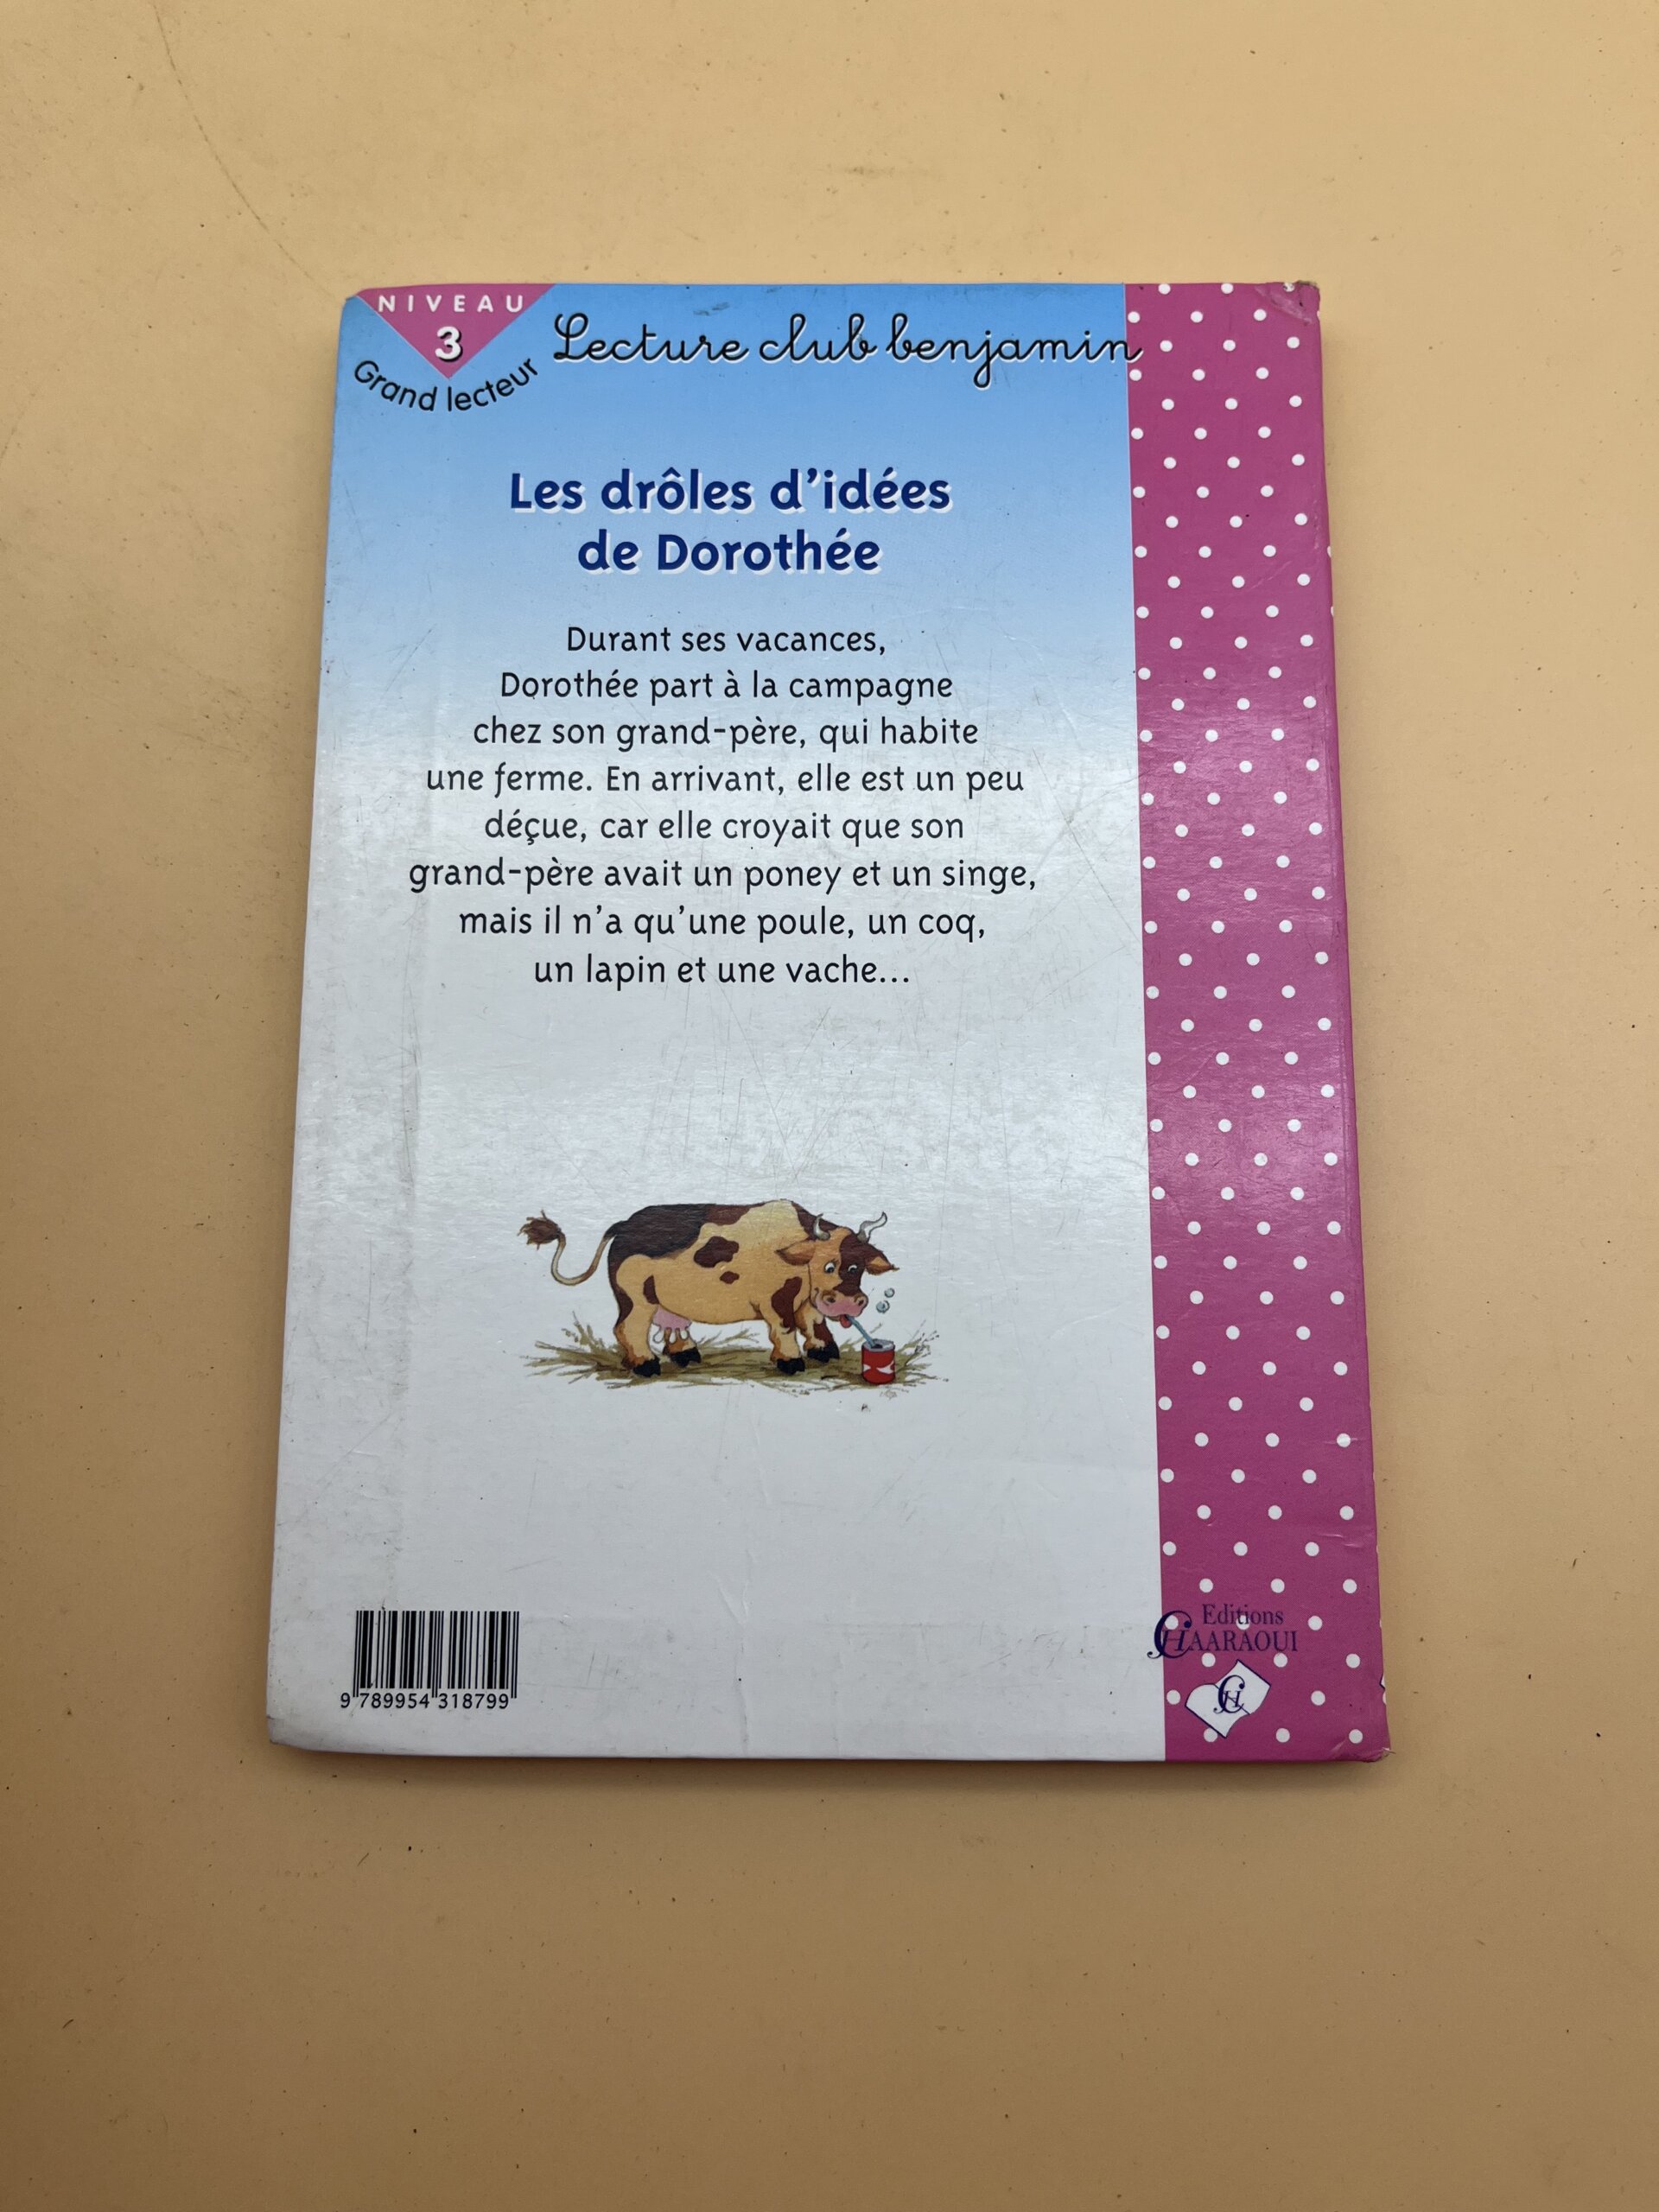 NIVEAU
3
Grand lecteur
Lecture club benjamin
Les drôles d'idées
de Dorothée
Durant ses vacances,
Dorothée part à la campagne
chez son grand-père, qui habite
une ferme. En arrivant, elle est un peu
déçue, car elle croyait que son
grand-père avait un poney et un singe,
mais il n'a qu'une poule, un coq,
un lapin et une vache...
9 789954 318799
Editions
CHAARAOUI
CH